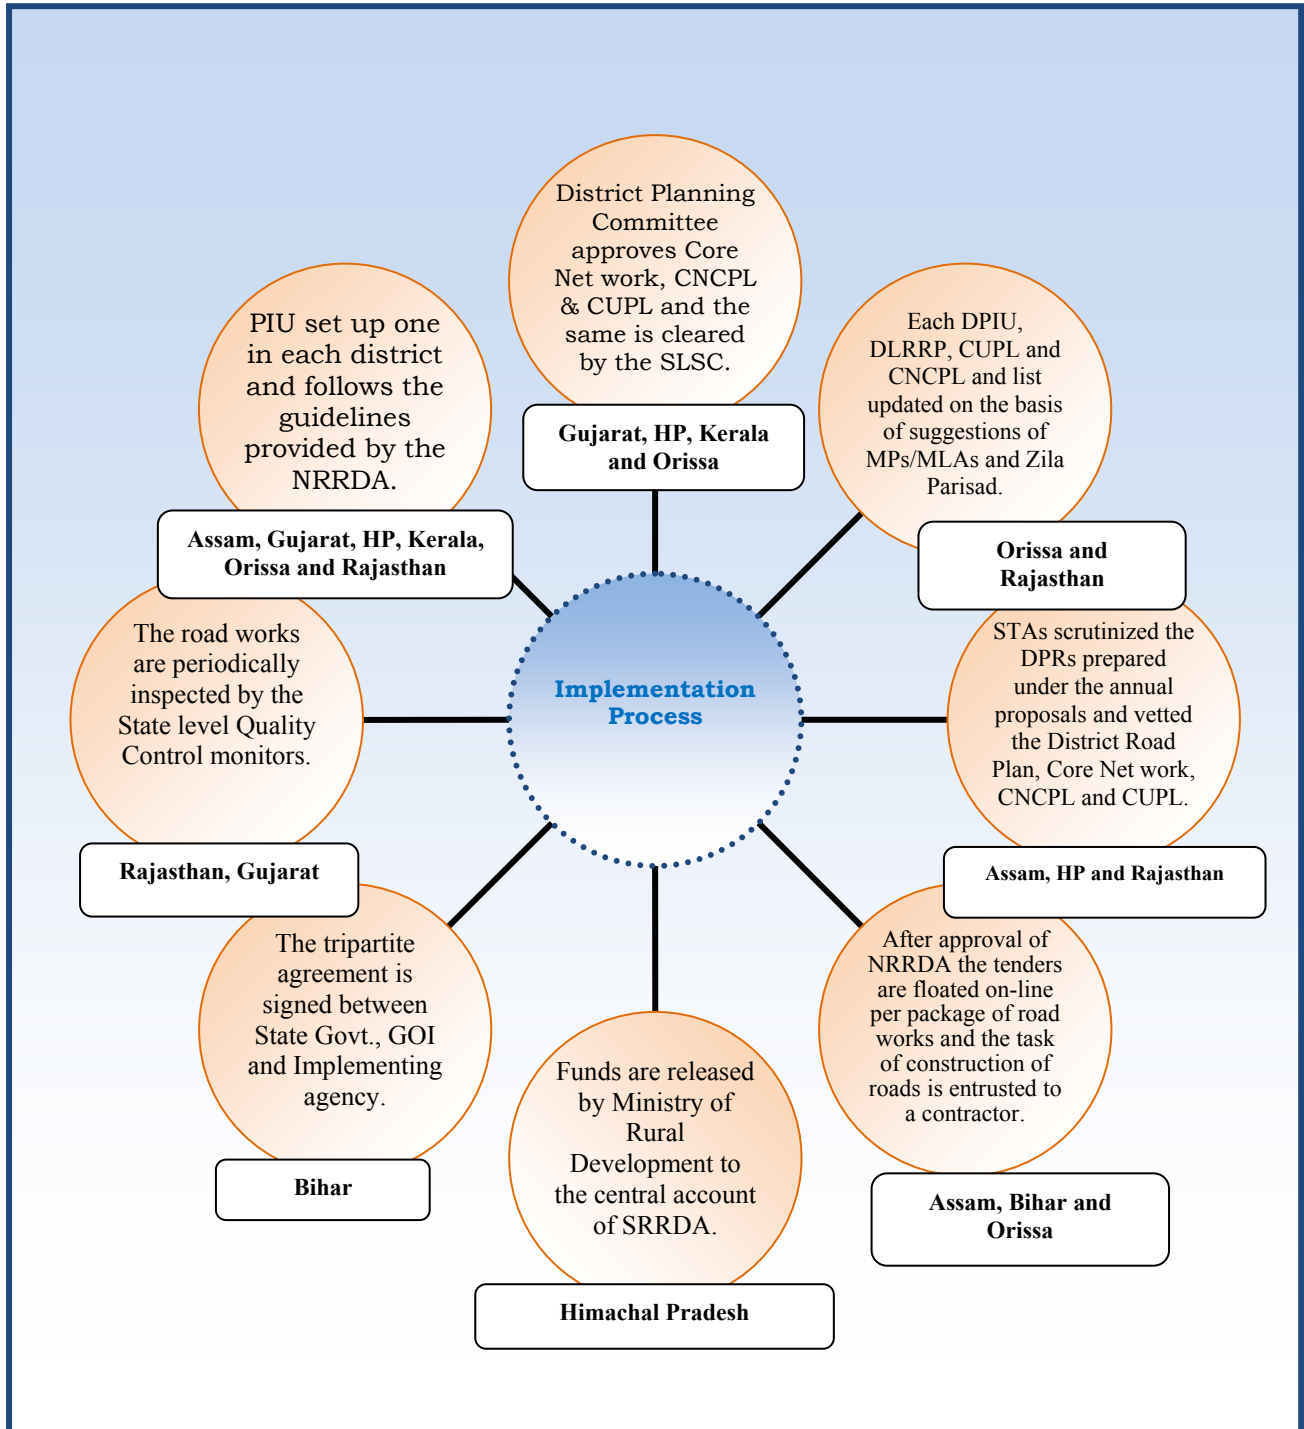 District Planning
Committee
approves Core
Net work, CNCPL
& CUPL and the
same is cleared
by the SLSC.
Gujarat, HP, Kerala
and Orissa
Each DPIU,
DLRRP, CUPL and
CNCPL and list
updated on the basis
of suggestions of
MPs/MLAs and Zila
Parisad.
Orissa and
Rajasthan
STAs scrutinized the
DPRs prepared
under the annual
proposals and vetted
the District Road
Plan, Core Net work,
CNCPL and CUPL.
Assam, HP and Rajasthan
After approval of
NRRDA the tenders
are floated on-line
per package of road
works and the task
of construction of
roads is entrusted to
a contractor.
Assam, Bihar and
Orissa
Funds are released
by Ministry of
Rural
Development to
the central account
of SRRDA.
Himachal Pradesh
The tripartite
agreement is
signed between
State Govt., GOI
and Implementing
agency.
Bihar
The road works
are periodically
inspected by the
State level Quality
Control monitors.
Rajasthan, Gujarat
PIU set up one
in each district
and follows the
guidelines
provided by the
NRRDA.
Assam, Gujarat, HP, Kerala,
Orissa and Rajasthan
Implementation
Process